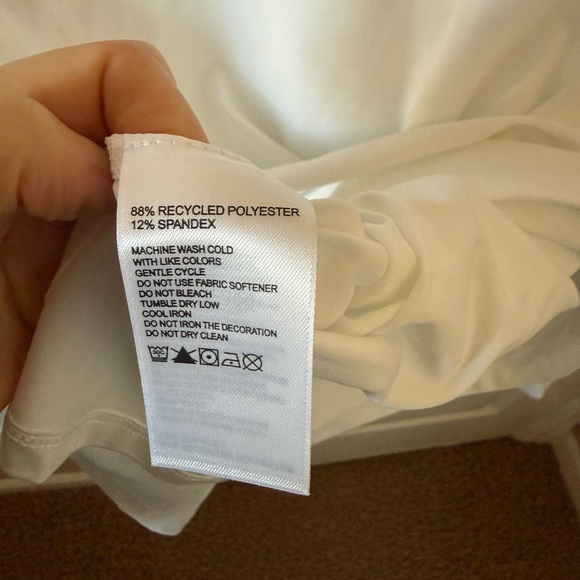 88% RECYCLED POLYESTER
12% SPANDEX
MACHINE WASH COLD
WITH LIKE COLORS
GENTLE CYCLE
DO NOT USE FABRIC SOFTENER
DO NOT BLEACH
TUMBLE DRY LOW
COOL IRON
DO NOT IRON THE DECORATION
DO NOT DRY CLEAN